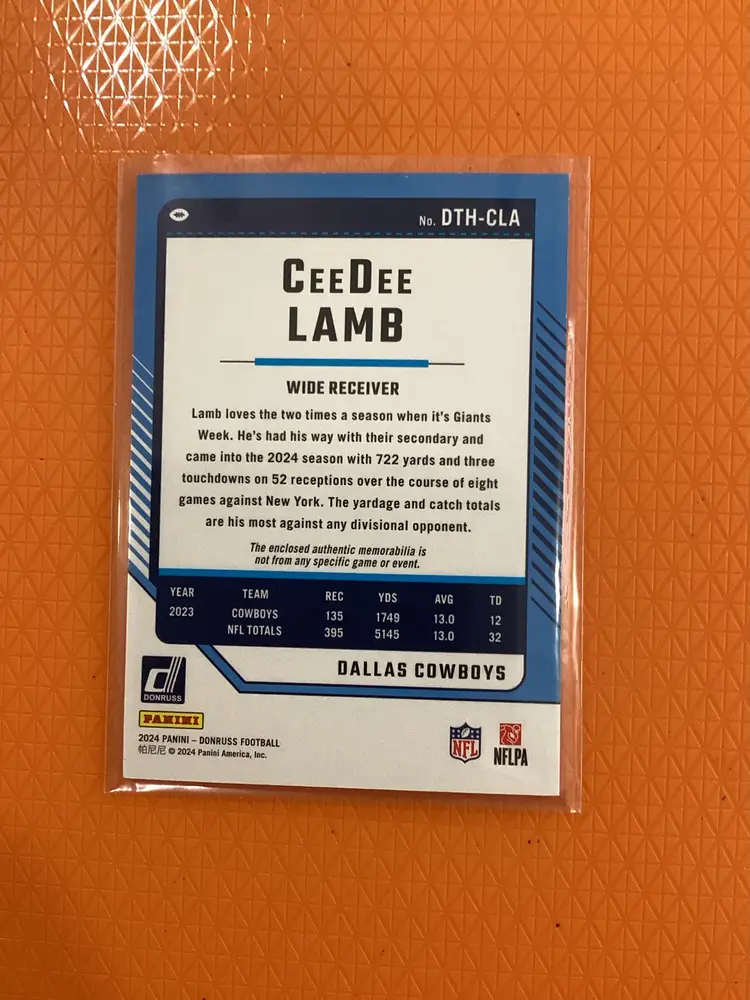 No. DTH-CLA
CEEDEE
LAMB
WIDE RECEIVER
Lamb loves the two times a season when it's Giants
Week. He's had his way with their secondary and
came into the 2024 season with 722 yards and three
touchdowns on 52 receptions over the course of eight
games against New York. The yardage and catch totals
are his most against any divisional opponent.
The enclosed authentic memorabilia is
not from any specific game or event.
YEAR TEAM REC YDS AVG TD
2023 COWBOYS 135 1749 13.0 12
NFL TOTALS 395 5145 13.0 32
DALLAS COWBOYS
DONRUSS
PANINI
2024 PANINI – DONRUSS FOOTBALL
帕尼尼 © 2024 Panini America, Inc.
NFL
NFLPA